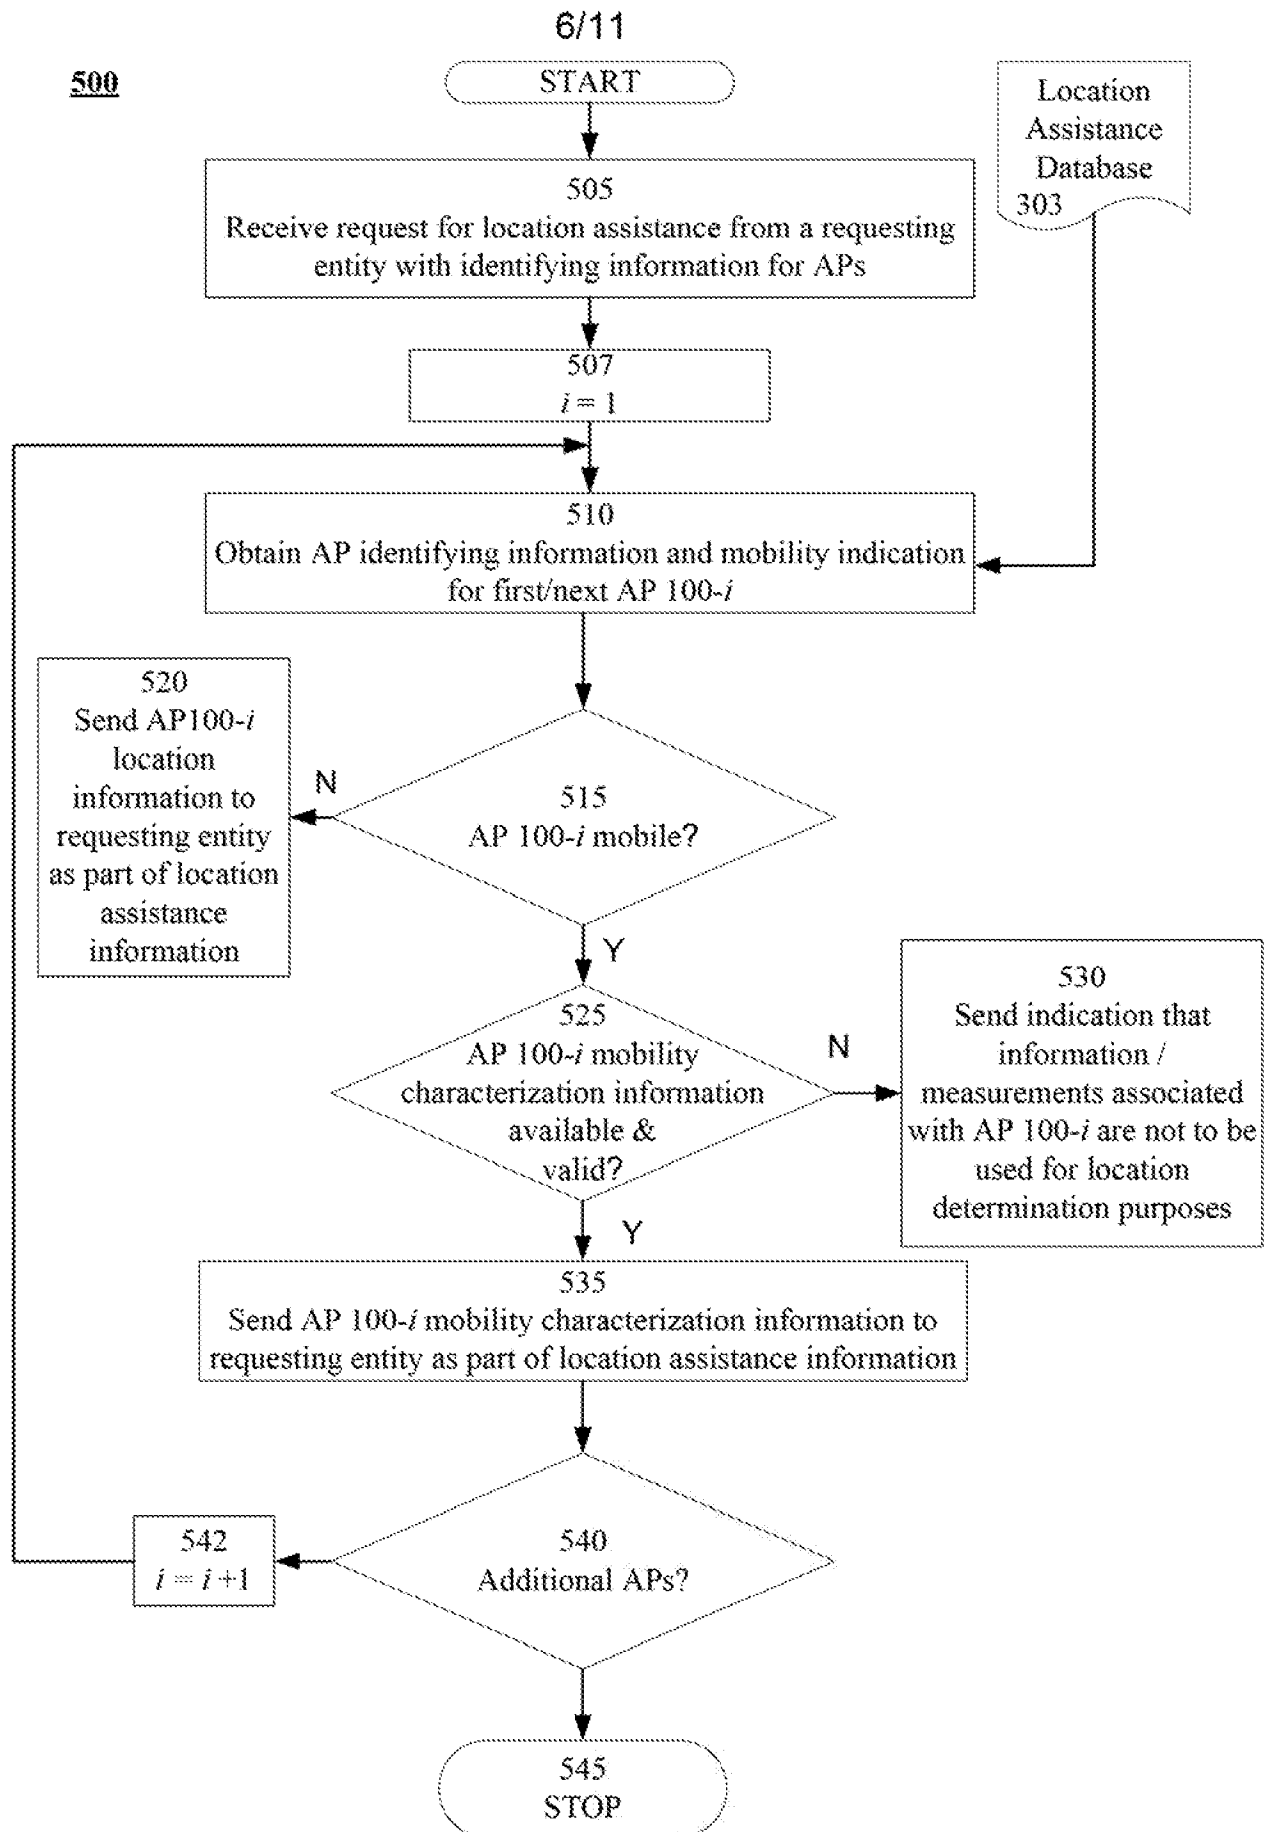 6/11
500
START
Location
Assistance
Database
303
505
Receive request for location assistance from a requesting
entity with identifying information for APs
507
i = 1
510
Obtain AP identifying information and mobility indication
for first/next AP 100-i
520
Send AP100-i
location
information to
requesting entity
as part of location
assistance
information
N
515
AP 100-i mobile?
Y
525
AP 100-i mobility
characterization information
available &
valid?
N
530
Send indication that
information /
measurements associated
with AP 100-i are not to be
used for location
determination purposes
Y
535
Send AP 100-i mobility characterization information to
requesting entity as part of location assistance information
542
i = i +1
540
Additional APs?
545
STOP